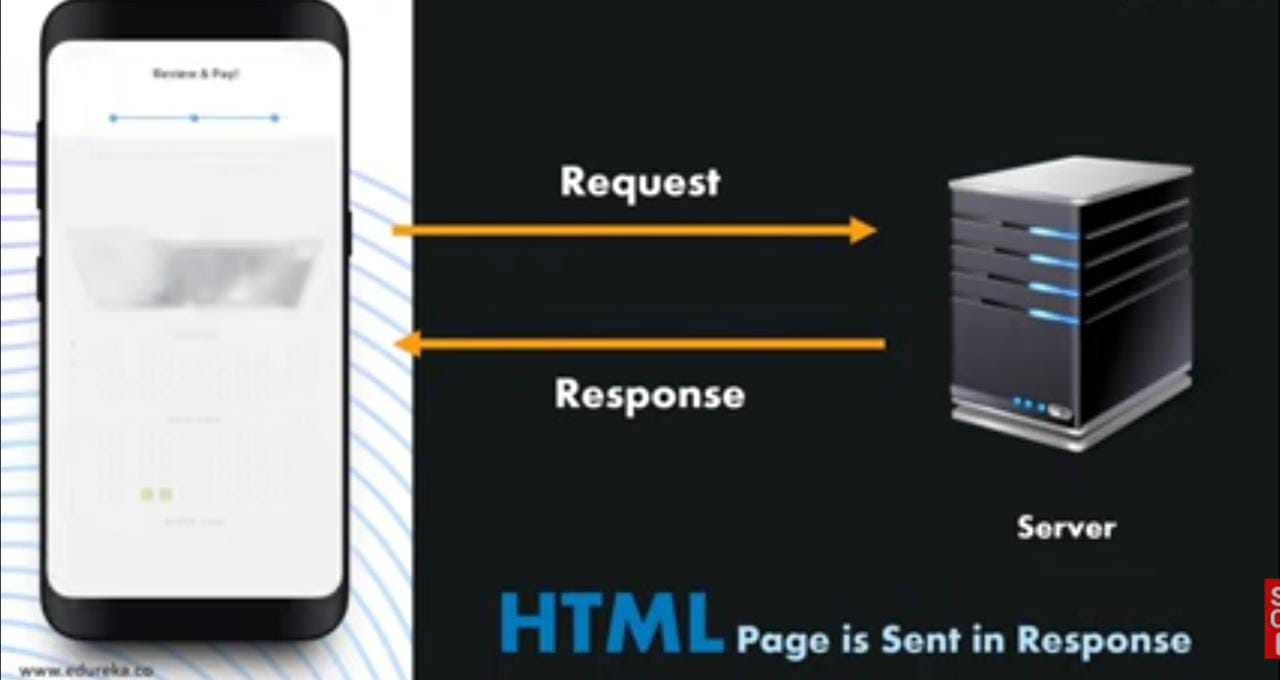 Review & Pay!
Request
Response
Server
HTML Page is Sent in Response
www.edureka.co